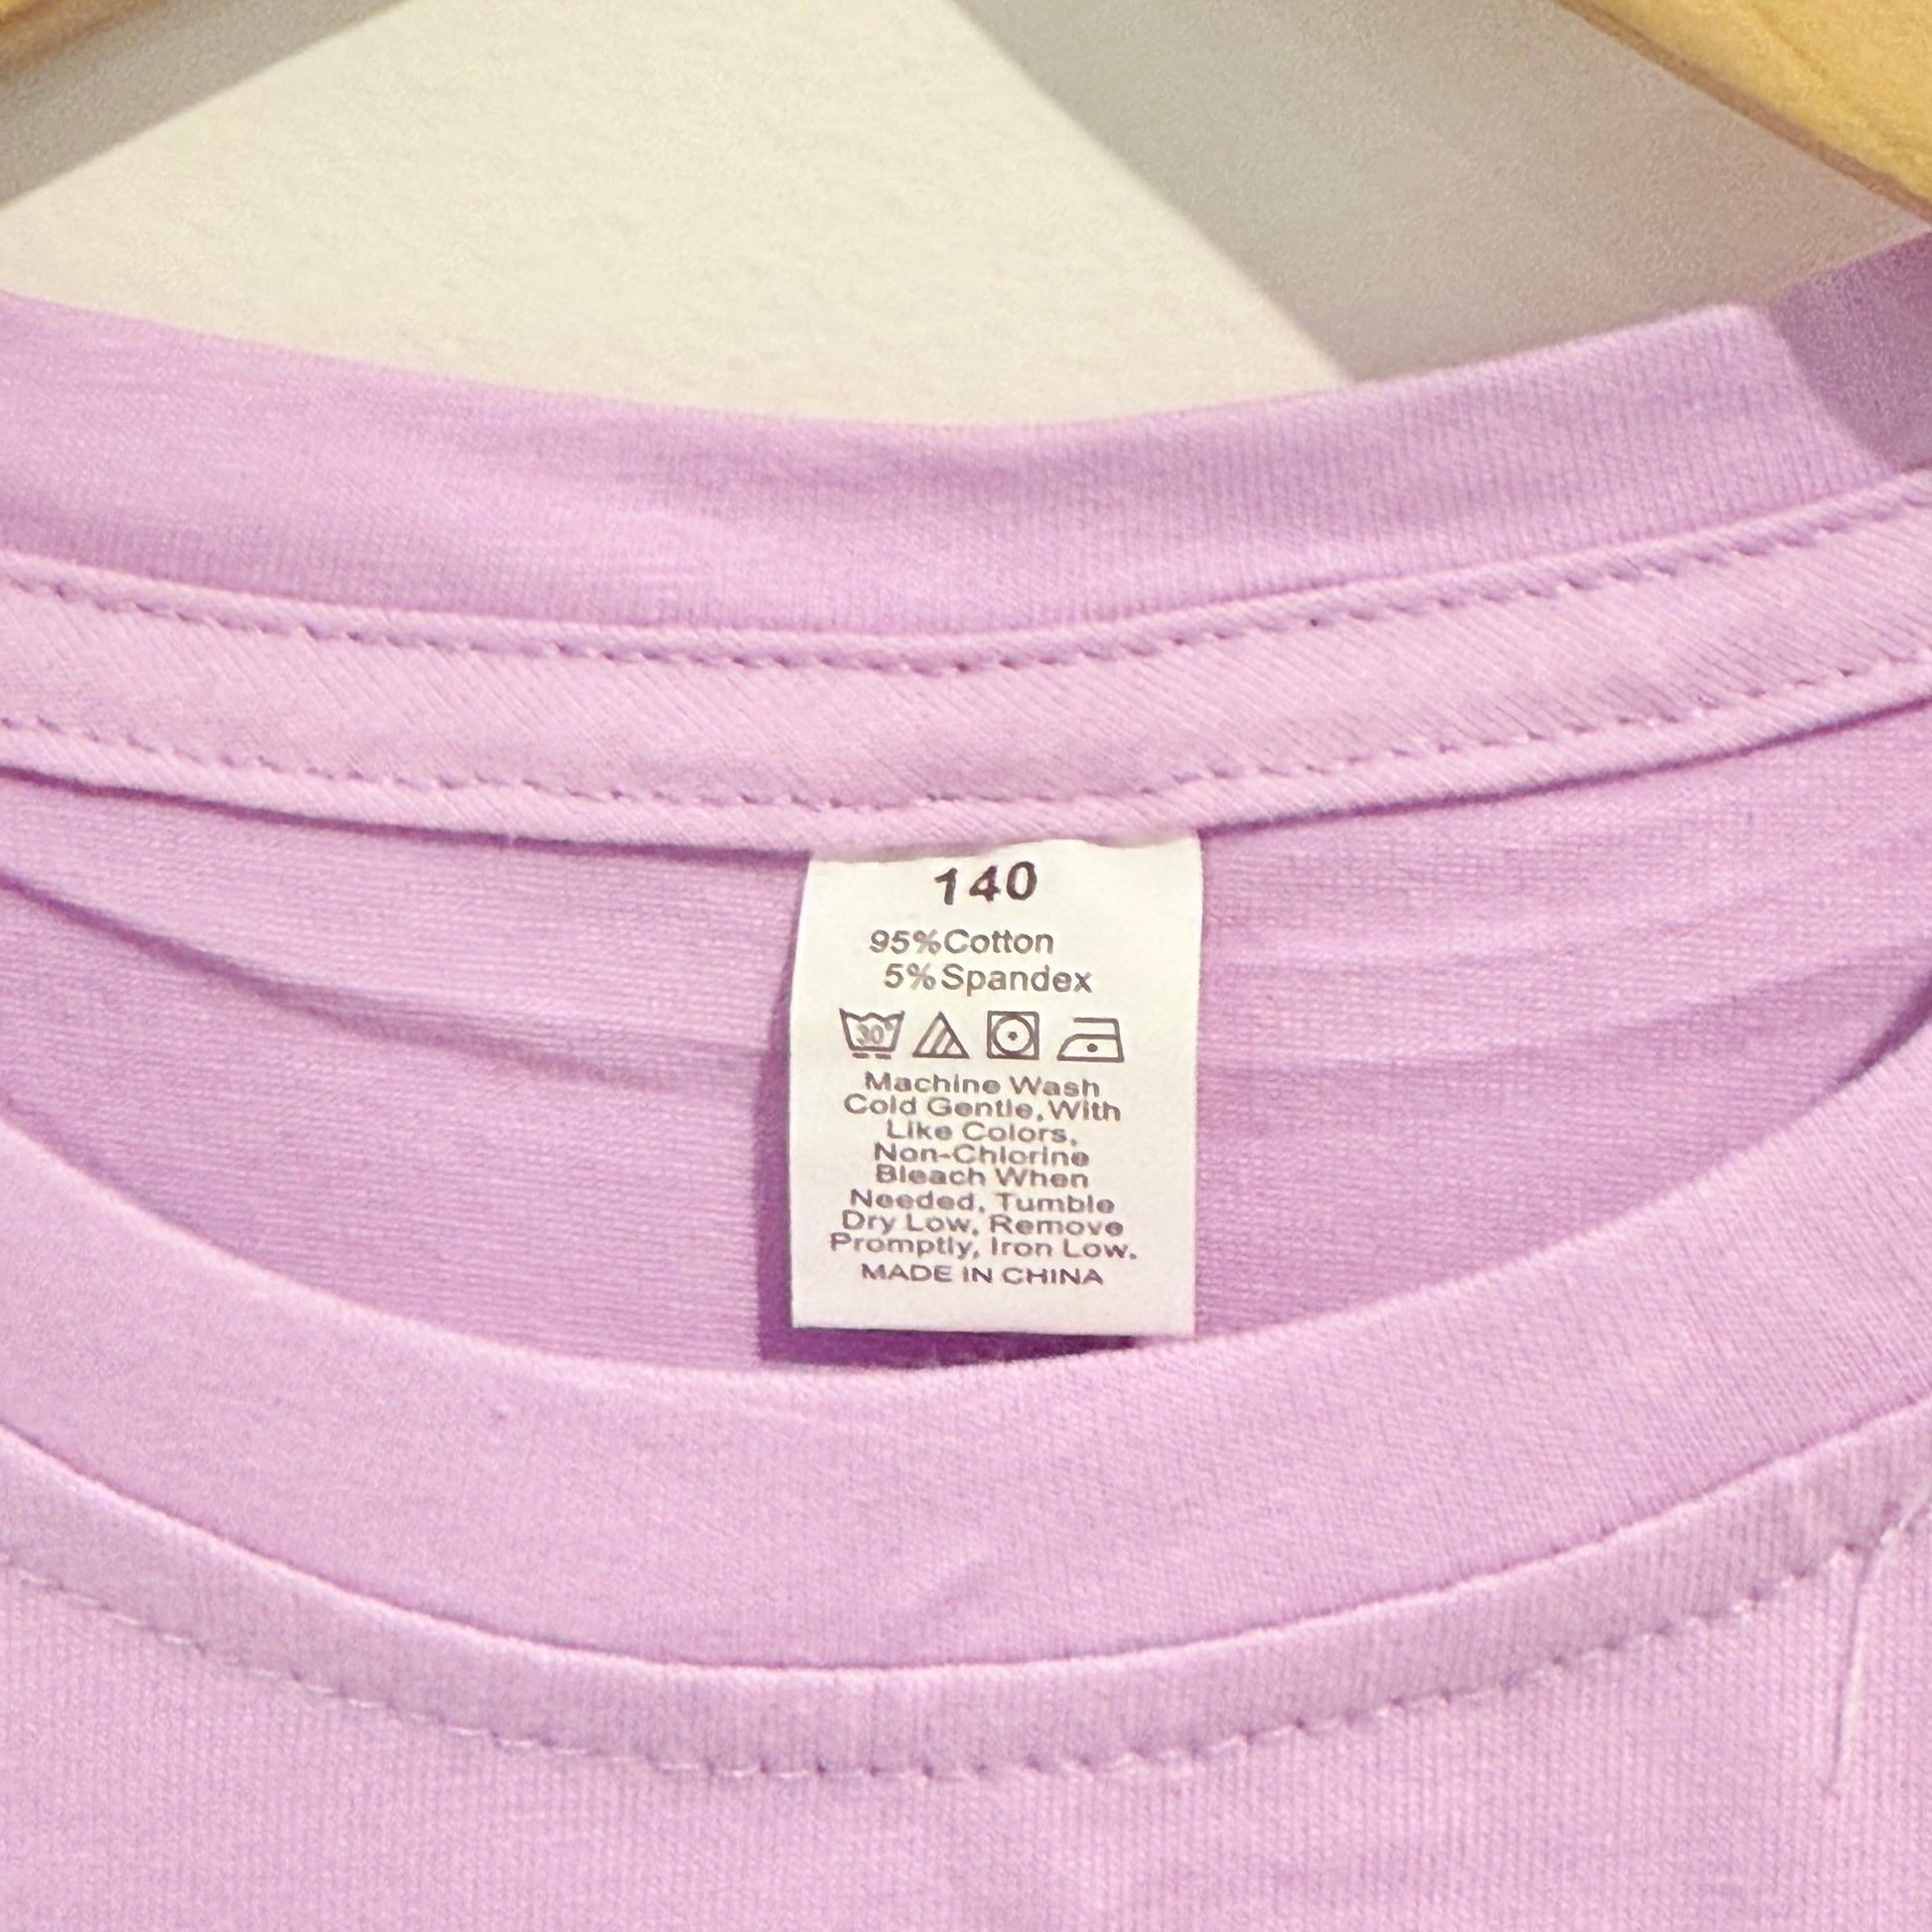 140
95%Cotton
5%Spandex
30°
Machine Wash
Cold Gentle, With
Like Colors,
Non-Chlorine
Bleach When
Needed, Tumble
Dry Low, Remove
Promptly, Iron Low.
MADE IN CHINA